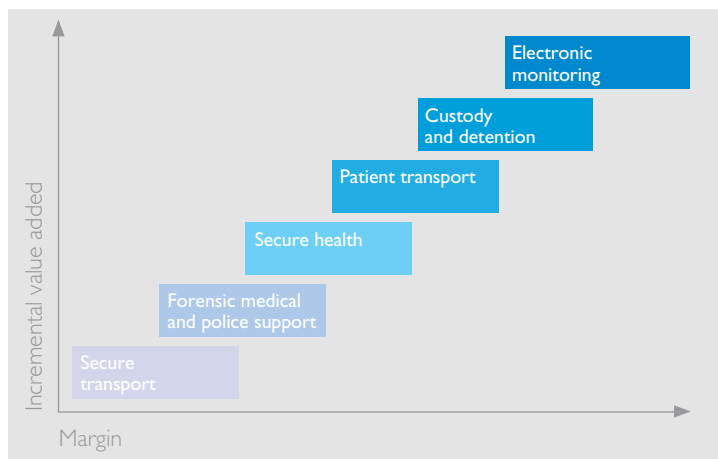 Electronic
monitoring
Custody
and detention
Patient transport
Secure health
Forensic medical
and police support
Secure
transport
Incremental value added
Margin